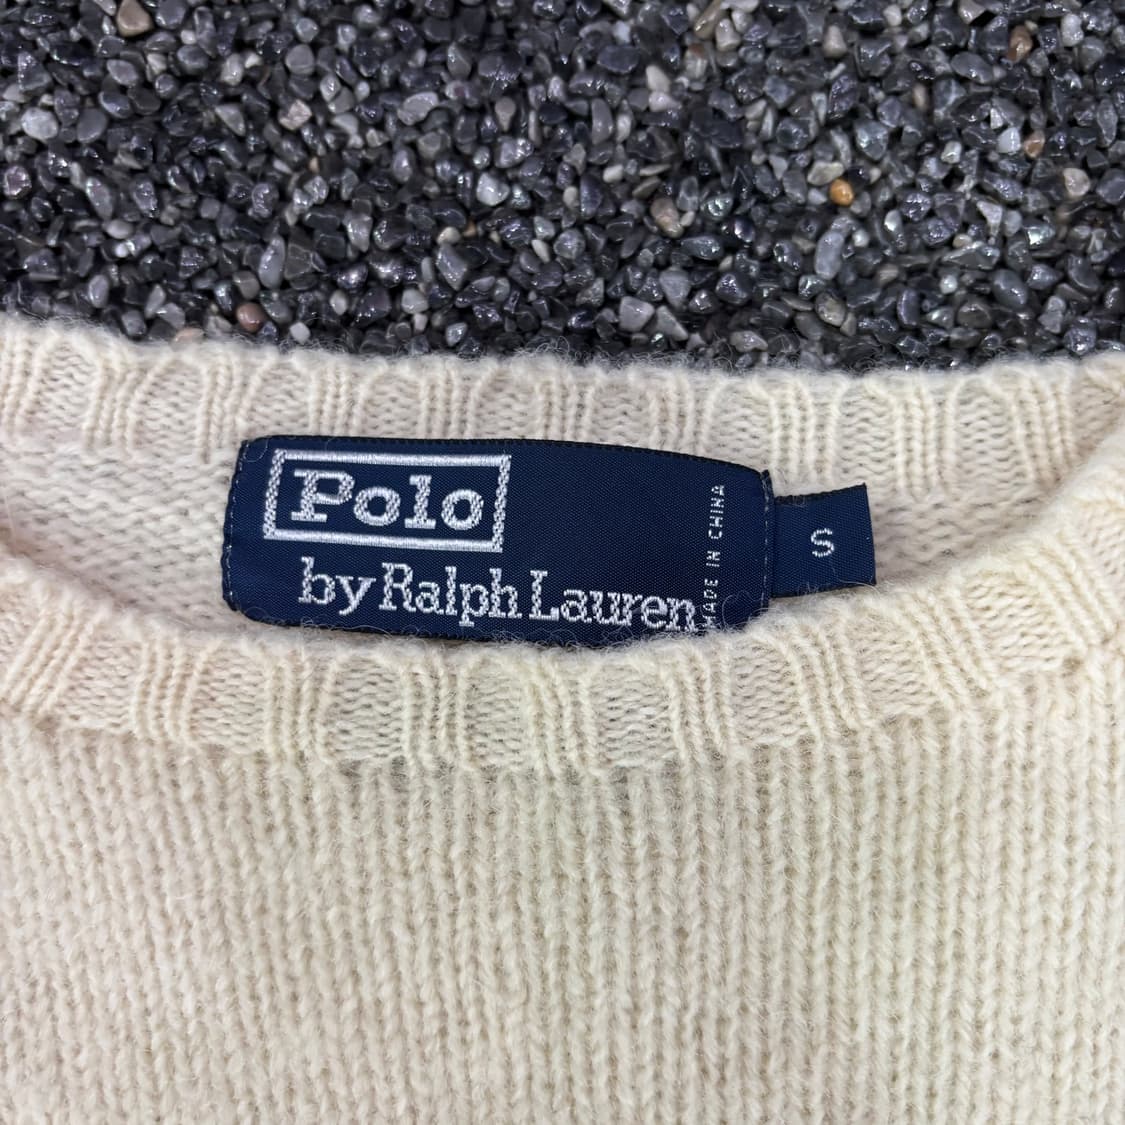 Polo
by Ralph Lauren
MADE IN CHINA
S